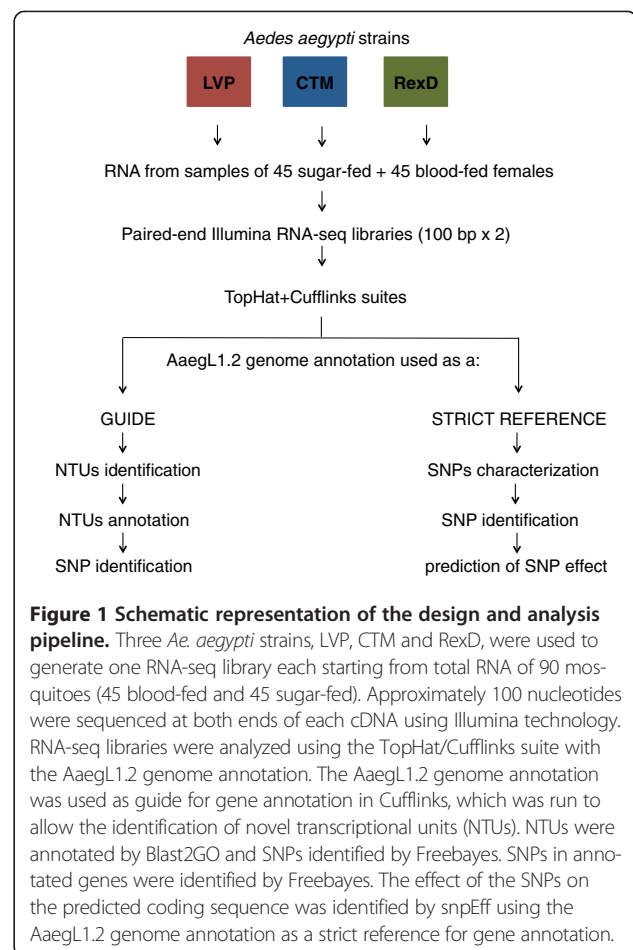 Aedes aegypti strains
LVP CTM RexD
RNA from samples of 45 sugar-fed + 45 blood-fed females
Paired-end Illumina RNA-seq libraries (100 bp x 2)
TopHat+Cufflinks suites
AaegL1.2 genome annotation used as a:
GUIDE STRICT REFERENCE
NTUs identification SNPs characterization
NTUs annotation SNP identification
SNP identification prediction of SNP effect
Figure 1 Schematic representation of the design and analysis
pipeline. Three Ae. aegypti strains, LVP, CTM and RexD, were used to
generate one RNA-seq library each starting from total RNA of 90 mos-
quitoes (45 blood-fed and 45 sugar-fed). Approximately 100 nucleotides
were sequenced at both ends of each cDNA using Illumina technology.
RNA-seq libraries were analyzed using the TopHat/Cufflinks suite with
the AaegL1.2 genome annotation. The AaegL1.2 genome annotation
was used as guide for gene annotation in Cufflinks, which was run to
allow the identification of novel transcriptional units (NTUs). NTUs were
annotated by Blast2GO and SNPs identified by Freebayes. SNPs in anno-
tated genes were identified by Freebayes. The effect of the SNPs on
the predicted coding sequence was identified by snpEff using the
AaegL1.2 genome annotation as a strict reference for gene annotation.